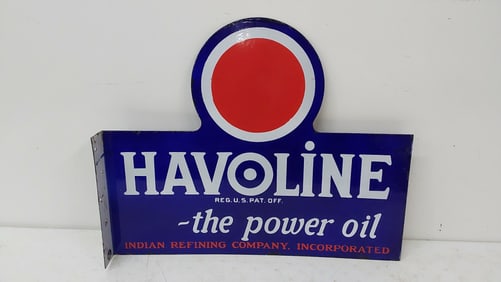 HAVOLINE
REG. U.S. PAT. OFF.
~the power oil
INDIAN REFINING COMPANY, INCORPORATED